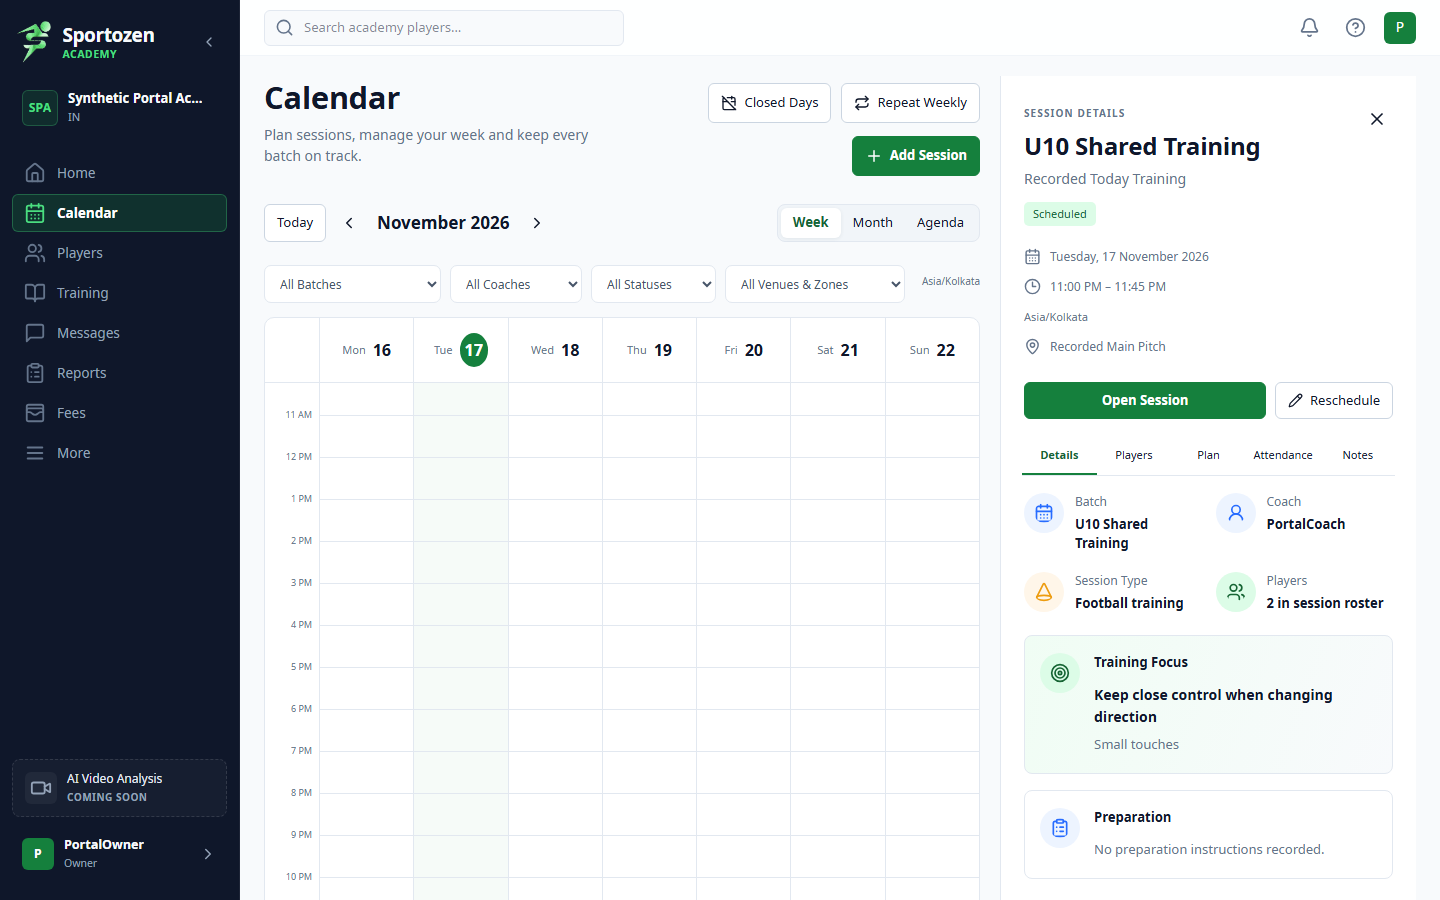 Sportozen
ACADEMY
SPA
Synthetic Portal Ac...
IN
Home
Calendar
Players
Training
Messages
Reports
Fees
More
AI Video Analysis
COMING SOON
P
PortalOwner
Owner
Search academy players...
P
Calendar
Plan sessions, manage your week and keep every
batch on track.
Closed Days
Repeat Weekly
Add Session
Today
November 2026
Week
Month
Agenda
All Batches
All Coaches
All Statuses
All Venues & Zones
Asia/Kolkata
Mon 16
Tue 17
Wed 18
Thu 19
Fri 20
Sat 21
Sun 22
11 AM
12 PM
1 PM
2 PM
3 PM
4 PM
5 PM
6 PM
7 PM
8 PM
9 PM
10 PM
SESSION DETAILS
U10 Shared Training
Recorded Today Training
Scheduled
Tuesday, 17 November 2026
11:00 PM – 11:45 PM
Asia/Kolkata
Recorded Main Pitch
Open Session
Reschedule
Details
Players
Plan
Attendance
Notes
Batch
U10 Shared
Training
Coach
PortalCoach
Session Type
Football training
Players
2 in session roster
Training Focus
Keep close control when changing
direction
Small touches
Preparation
No preparation instructions recorded.